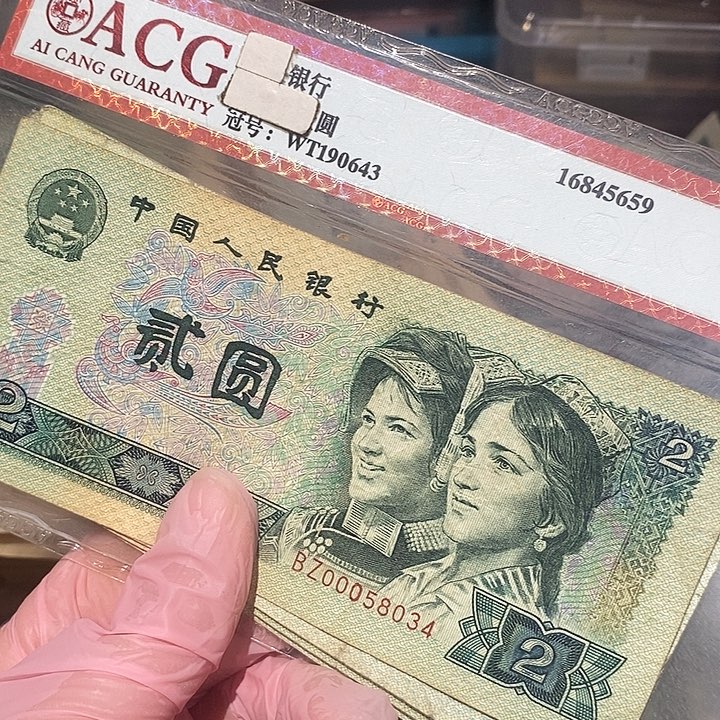 ACG
AI CANG GUARANTY
银行
圆
冠号：WT190643
16845659
中国人民银行
贰圆
2
2
BZ00058034
2